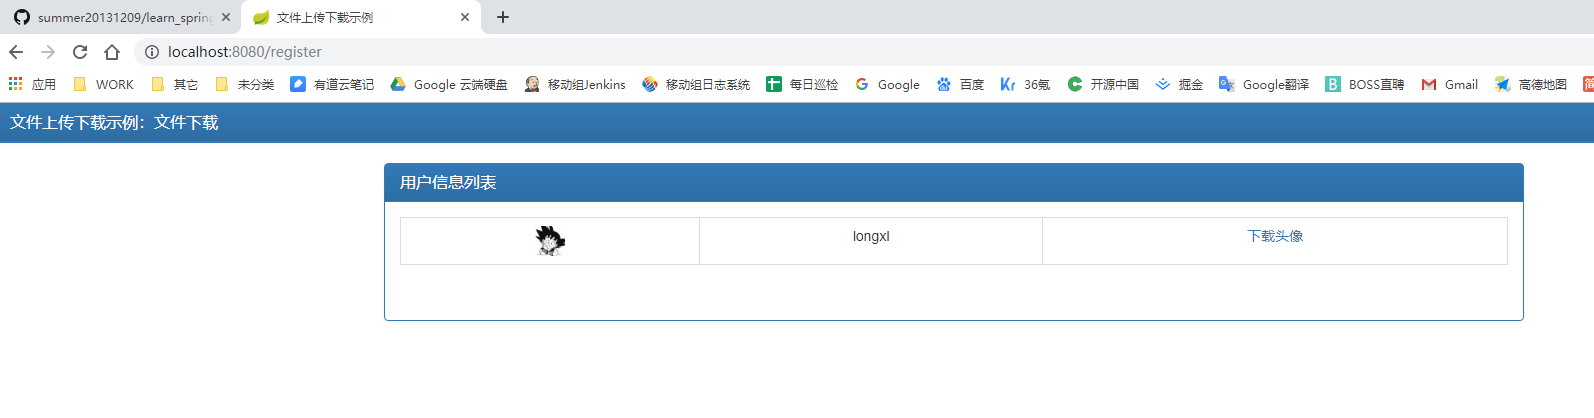 summer20131209/learn_spring
文件上传下载示例
localhost:8080/register
应用 WORK 其它 未分类 有道云笔记 Google 云端硬盘 移动组Jenkins 移动组日志系统 每日巡检 Google 百度 36氪 开源中国 掘金 Google翻译 BOSS直聘 Gmail 高德地图
文件上传下载示例：文件下载
用户信息列表
longxl 下载头像